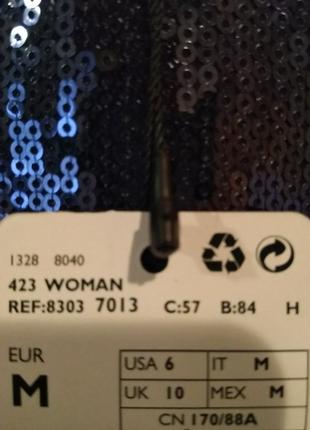 1328 8040
423 WOMAN
REF:8303 7013 C:57 B:84 H
EUR
M
USA 6 IT M
UK 10 MEX M
CN 170/88A